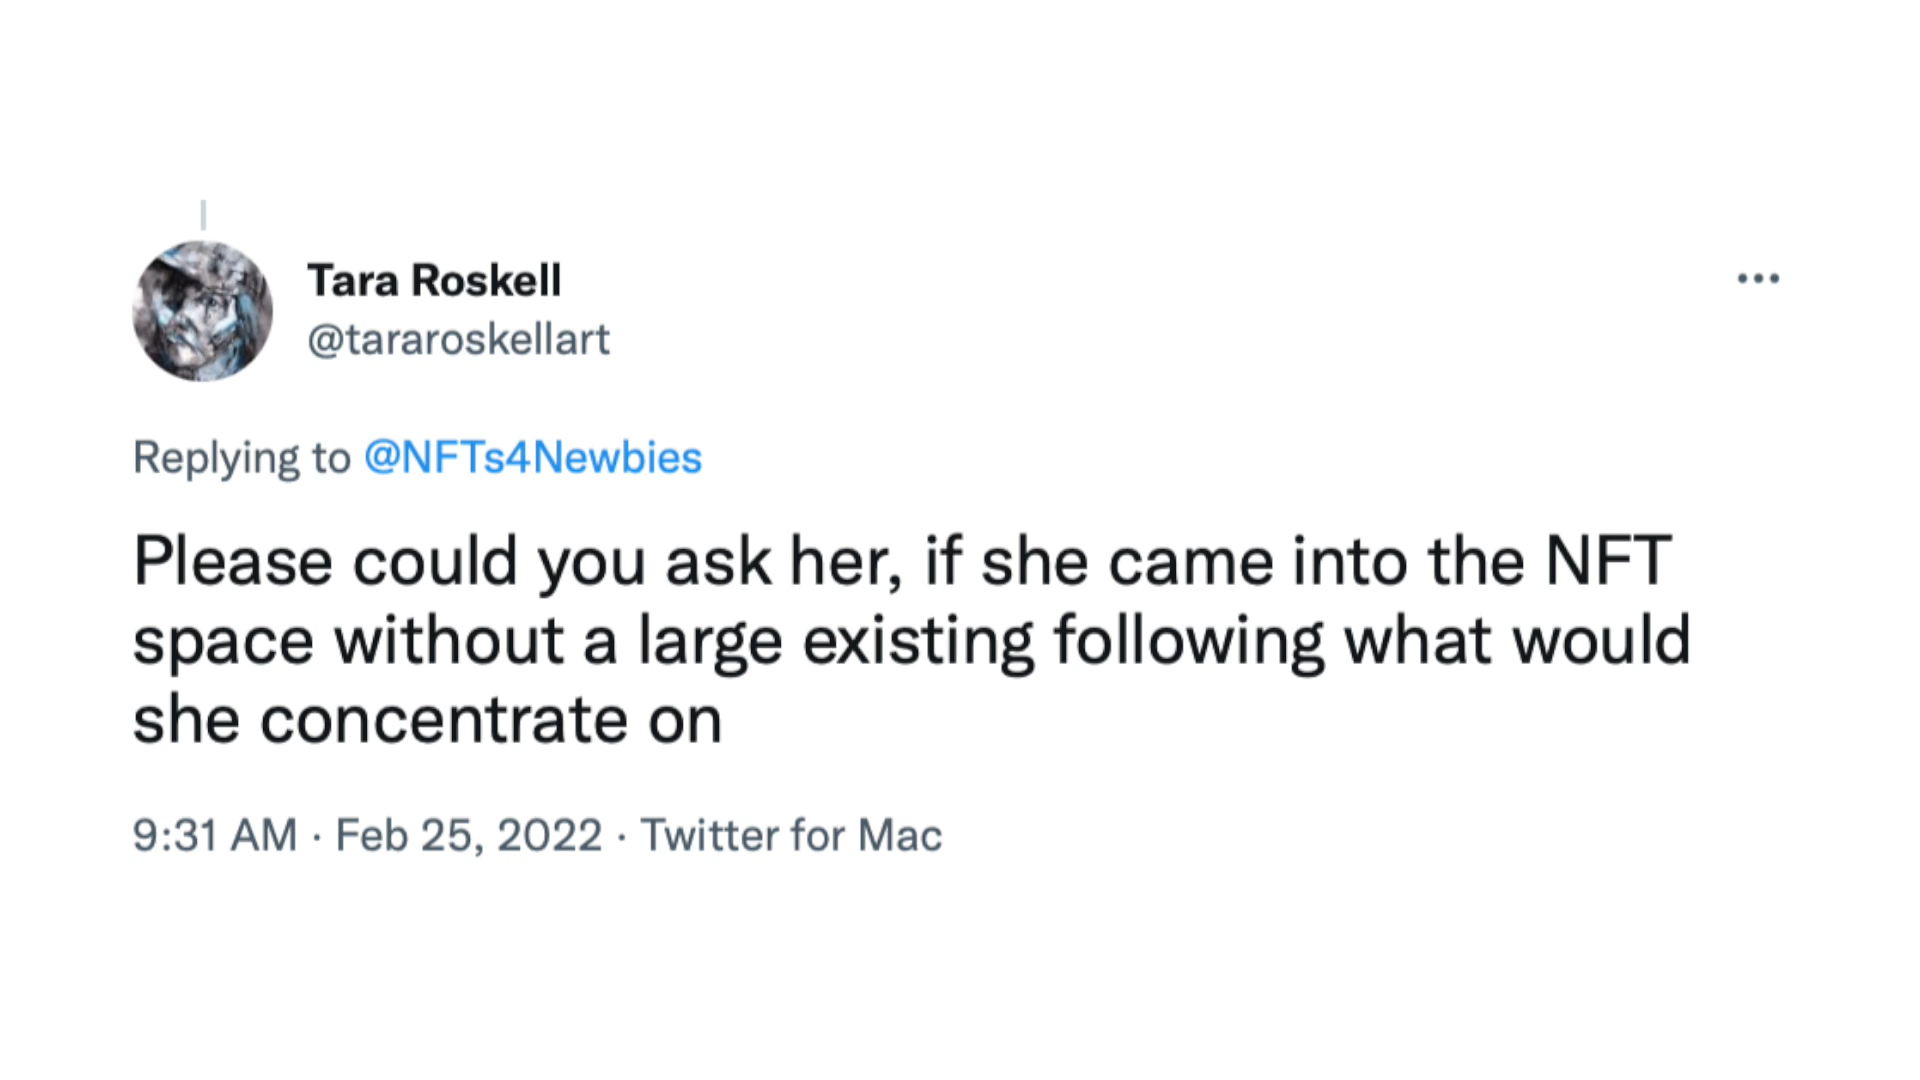 Tara Roskell
@tararoskellart
Replying to @NFTs4Newbies
Please could you ask her, if she came into the NFT
space without a large existing following what would
she concentrate on
9:31 AM · Feb 25, 2022 · Twitter for Mac